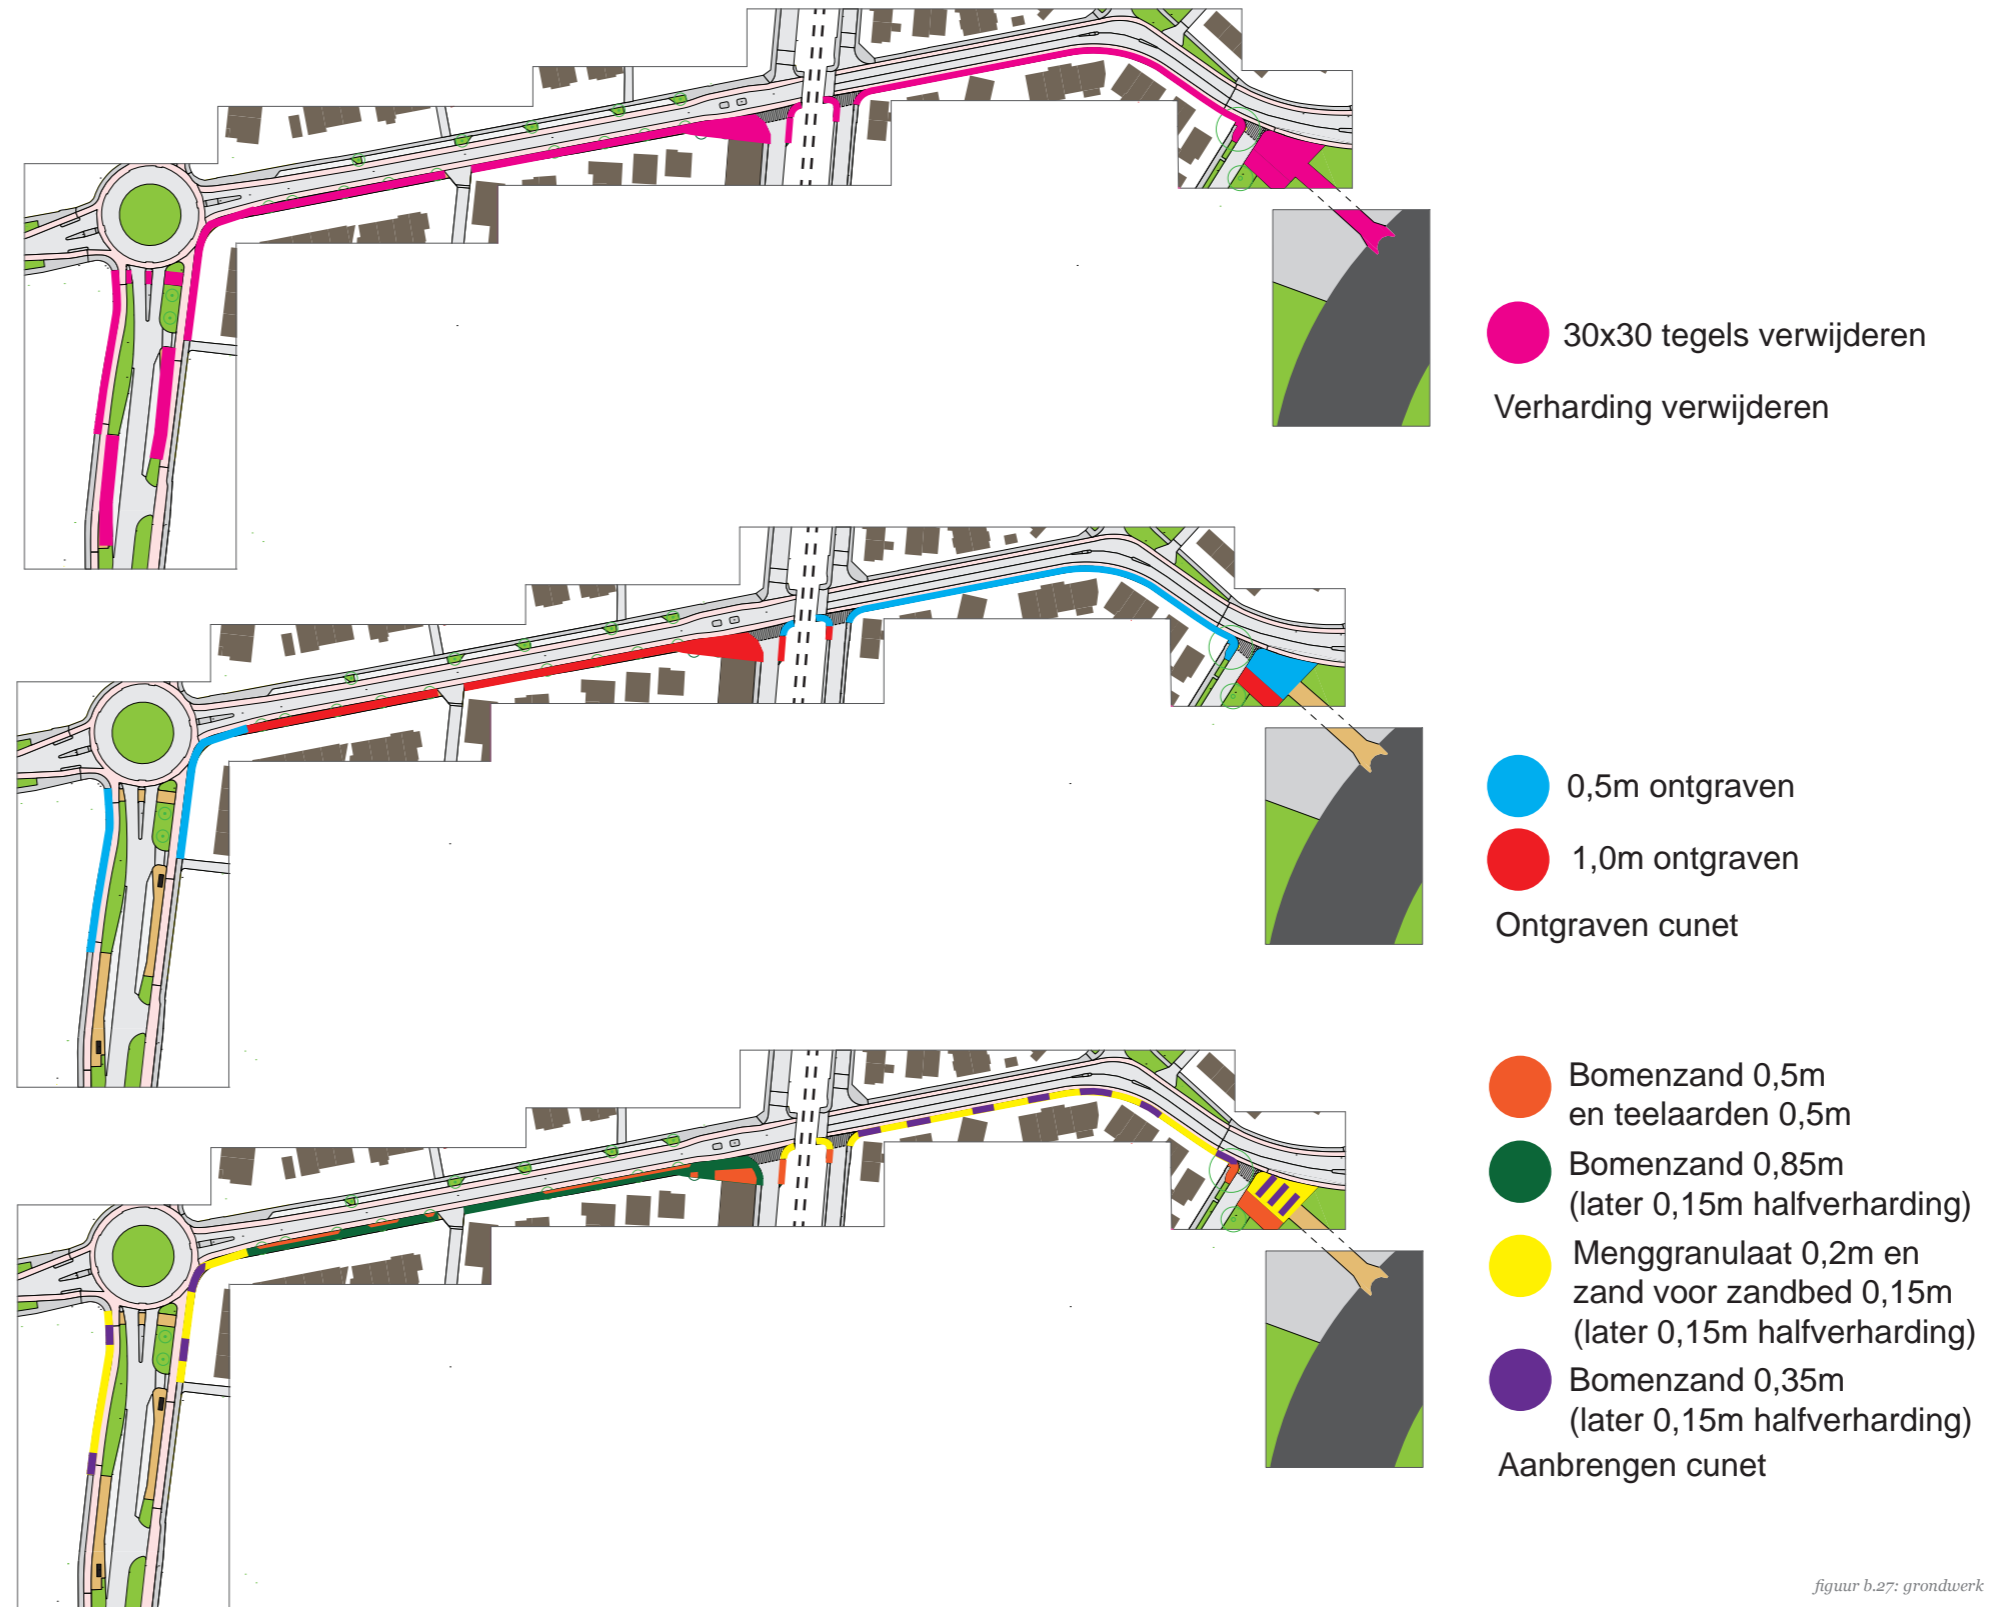 30x30 tegels verwijderen
Verharding verwijderen
0,5m ontgraven
1,0m ontgraven
Ontgraven cunet
Bomenzand 0,5m
en teelaarden 0,5m
Bomenzand 0,85m
(later 0,15m halfverharding)
Menggranulaat 0,2m en
zand voor zandbed 0,15m
(later 0,15m halfverharding)
Bomenzand 0,35m
(later 0,15m halfverharding)
Aanbrengen cunet
figuur b.27: grondwerk